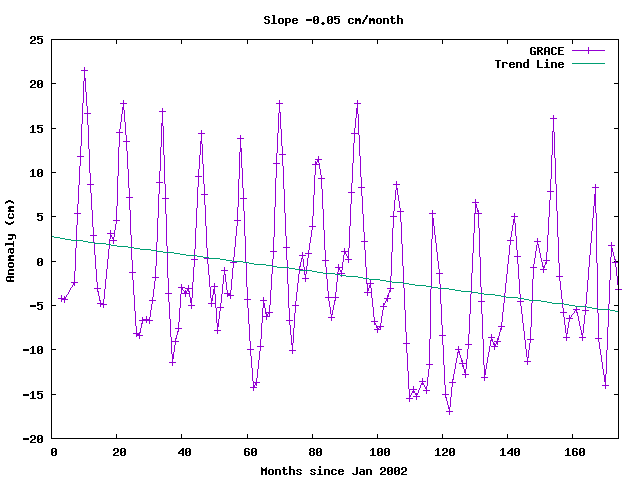 Slope -0.05 cm/month
GRACE
Trend Line
Anomaly (cm)
25
20
15
10
5
0
-5
-10
-15
-20
0 20 40 60 80 100 120 140 160
Months since Jan 2002